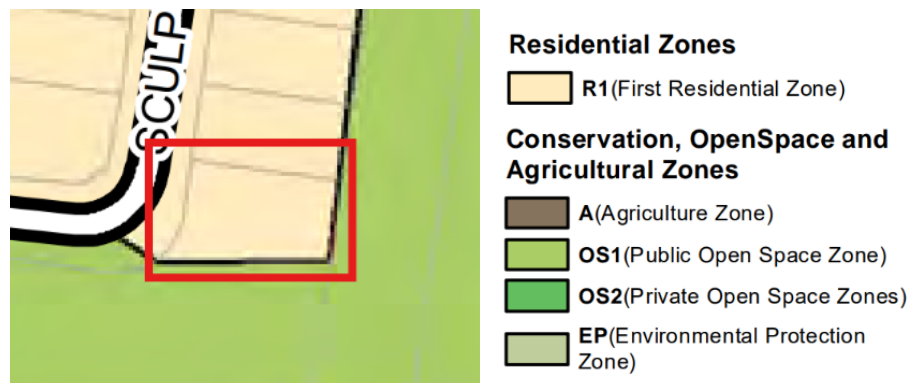 SCULP
Residential Zones
R1(First Residential Zone)
Conservation, OpenSpace and
Agricultural Zones
A(Agriculture Zone)
OS1(Public Open Space Zone)
OS2(Private Open Space Zones)
EP(Environmental Protection
Zone)